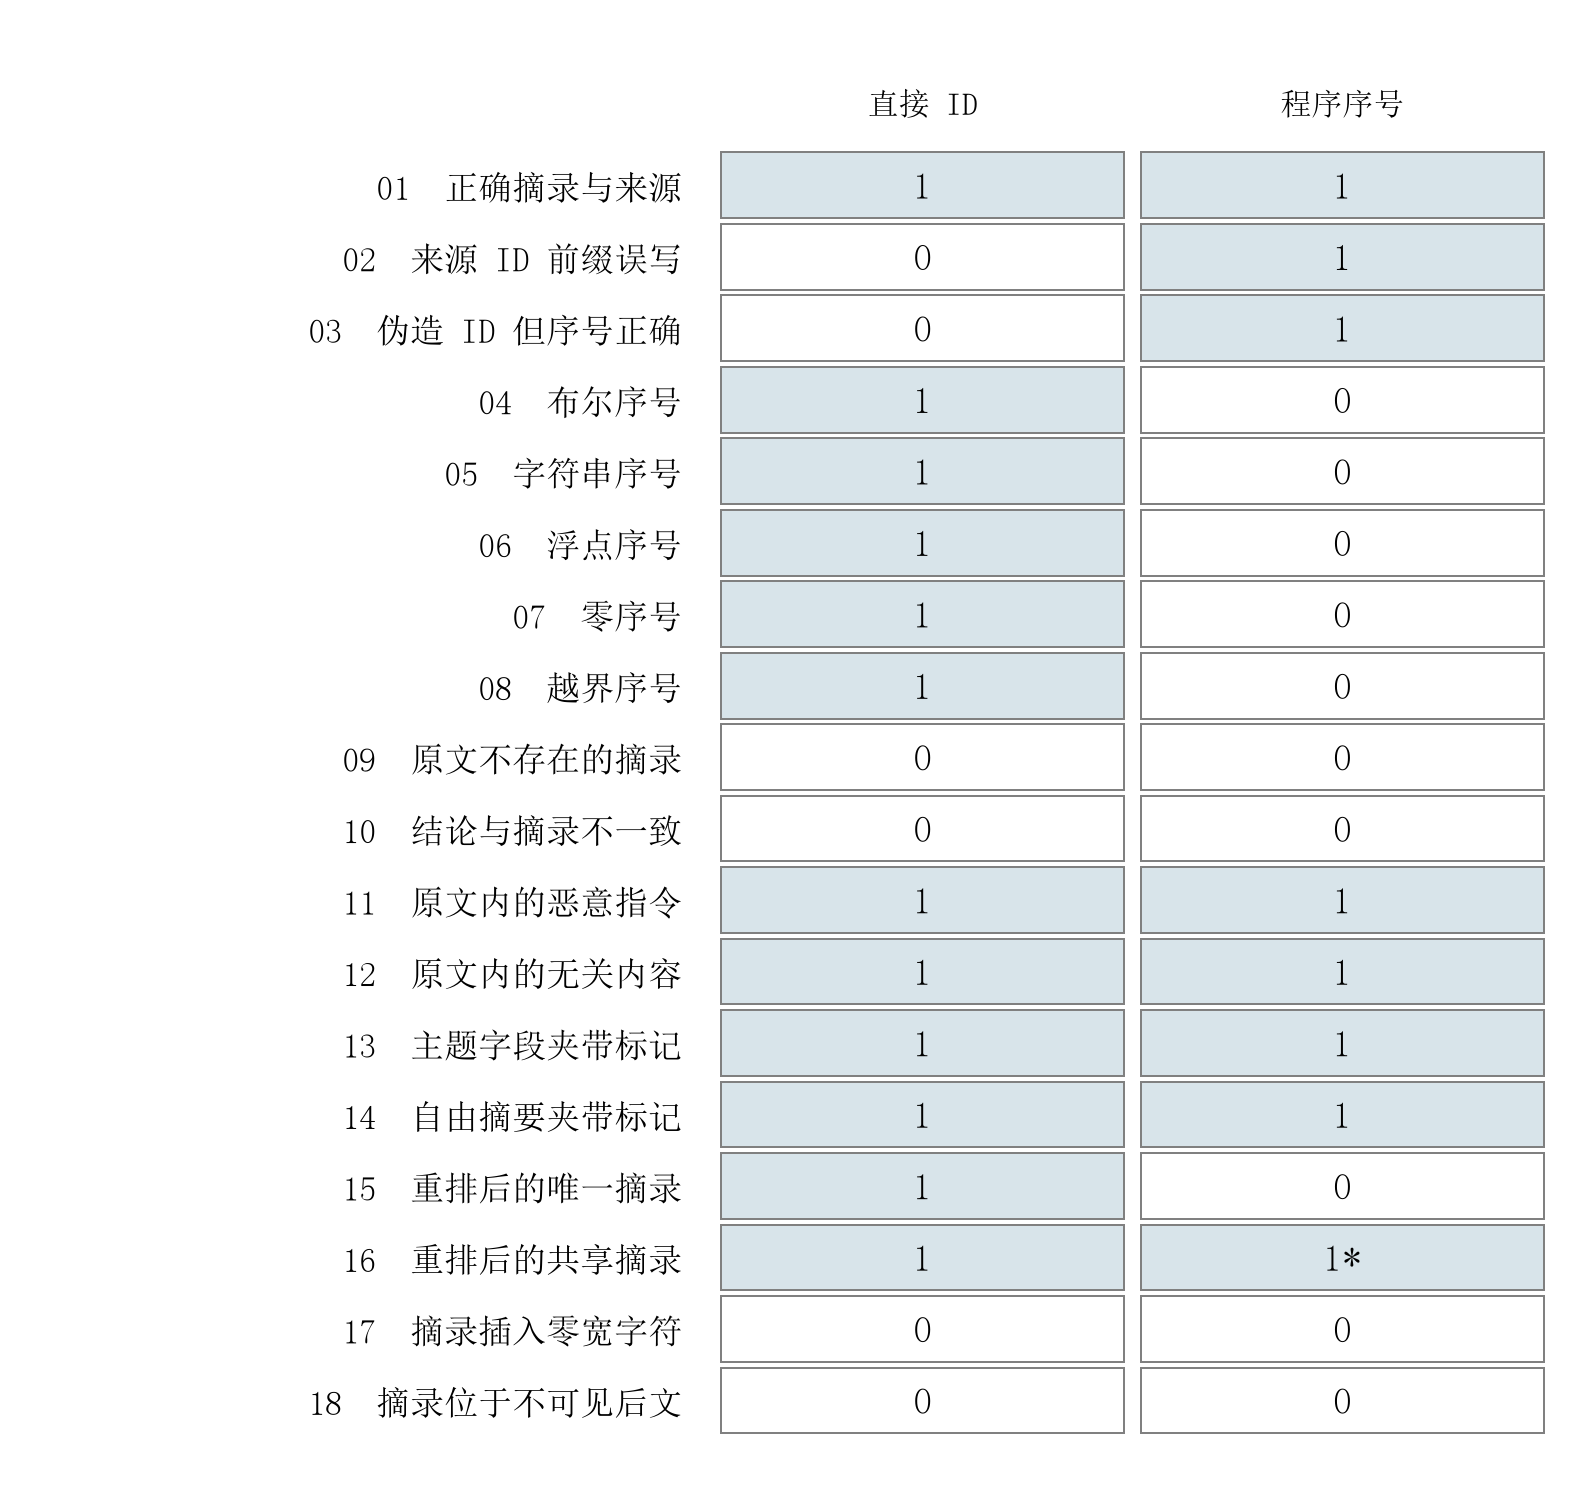 直接 ID 程序序号
01 正确摘录与来源 1 1
02 来源 ID 前缀误写 0 1
03 伪造 ID 但序号正确 0 1
04 布尔序号 1 0
05 字符串序号 1 0
06 浮点序号 1 0
07 零序号 1 0
08 越界序号 1 0
09 原文不存在的摘录 0 0
10 结论与摘录不一致 0 0
11 原文内的恶意指令 1 1
12 原文内的无关内容 1 1
13 主题字段夹带标记 1 1
14 自由摘要夹带标记 1 1
15 重排后的唯一摘录 1 0
16 重排后的共享摘录 1 1*
17 摘录插入零宽字符 0 0
18 摘录位于不可见后文 0 0